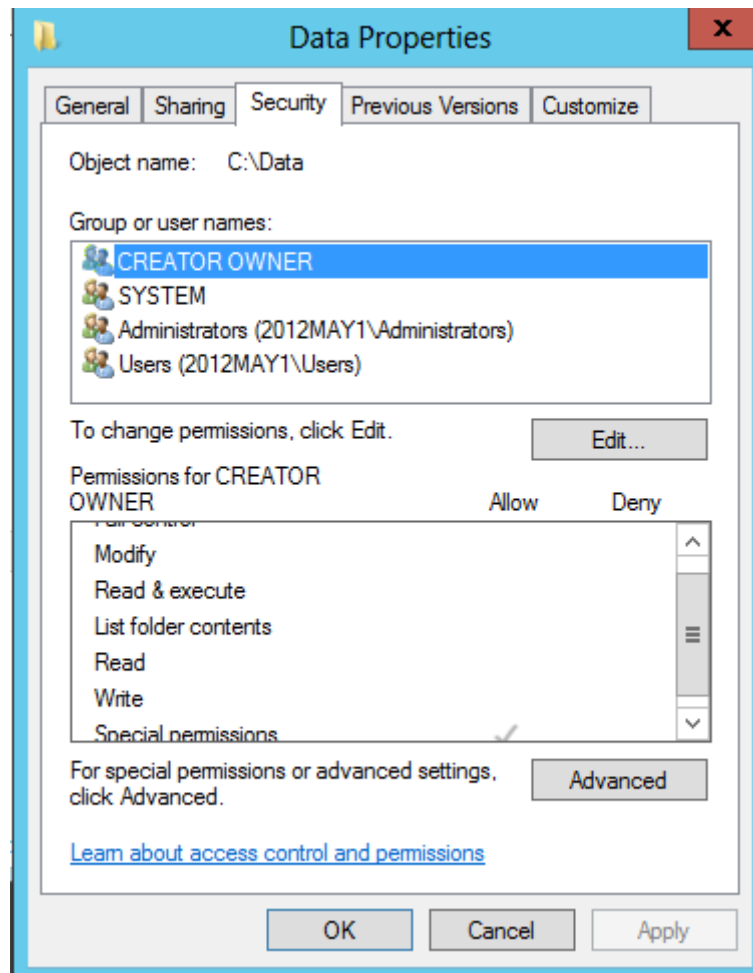 Data Properties
x
General Sharing Security Previous Versions Customize
Object name: C:\Data
Group or user names:
CREATOR OWNER
SYSTEM
Administrators (2012MAY1\Administrators)
Users (2012MAY1\Users)
To change permissions, click Edit.
Edit...
Permissions for CREATOR
OWNER Allow Deny
Full control
Modify
Read & execute
List folder contents
Read
Write
Special permissions
For special permissions or advanced settings,
click Advanced.
Advanced
Learn about access control and permissions
OK Cancel Apply